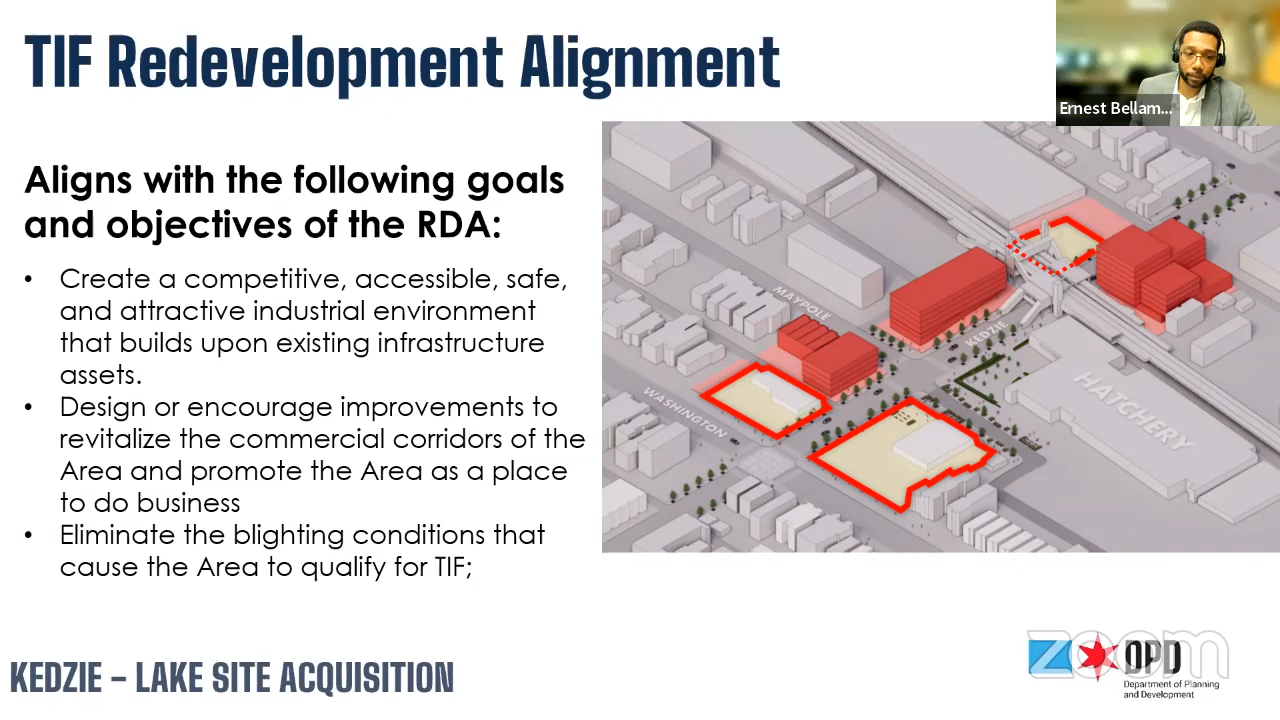 TIF Redevelopment Alignment
Ernest Bellam...
Aligns with the following goals
and objectives of the RDA:
• Create a competitive, accessible, safe,
and attractive industrial environment
that builds upon existing infrastructure
assets.
• Design or encourage improvements to
revitalize the commercial corridors of the
Area and promote the Area as a place
to do business
• Eliminate the blighting conditions that
cause the Area to qualify for TIF;
MAYPOLE
KEDZIE
WASHINGTON
HATCHERY
KEDZIE – LAKE SITE ACQUISITION
zoom
DPD
Department of Planning
and Development